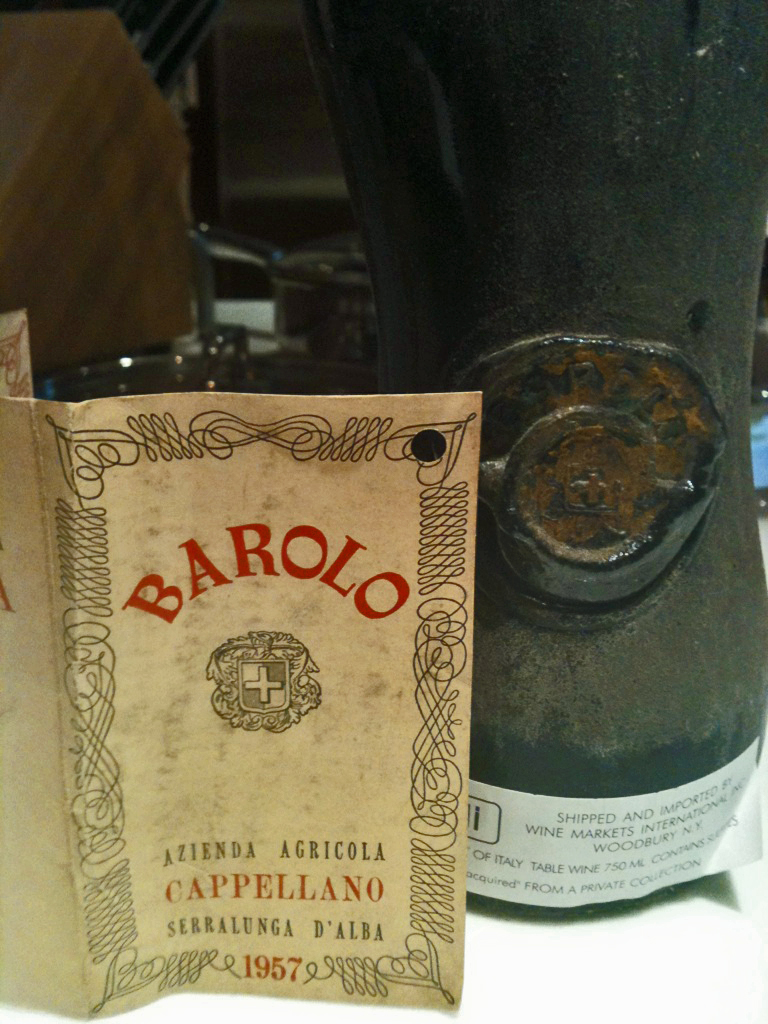 BAROLO
AZIENDA AGRICOLA
CAPPELLANO
SERRALUNGA D'ALBA
1957
SHIPPED AND IMPORTED BY
WINE MARKETS INTERNATIONAL
WOODBURY N.Y.
OF ITALY TABLE WINE 750 ML CONTAINS
acquired" FROM A PRIVATE COLLECTION